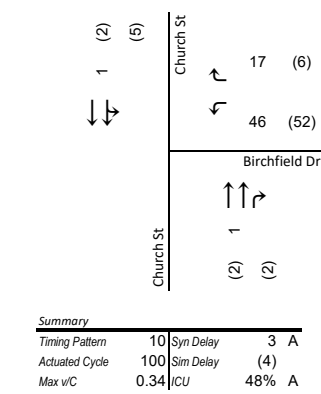 (2) (5)
1
Church St
17 (6)
46 (52)
Birchfield Dr
Church St
1
(2) (2)
Summary
Timing Pattern 10 Syn Delay 3 A
Actuated Cycle 100 Sim Delay (4)
Max v/C 0.34 ICU 48% A